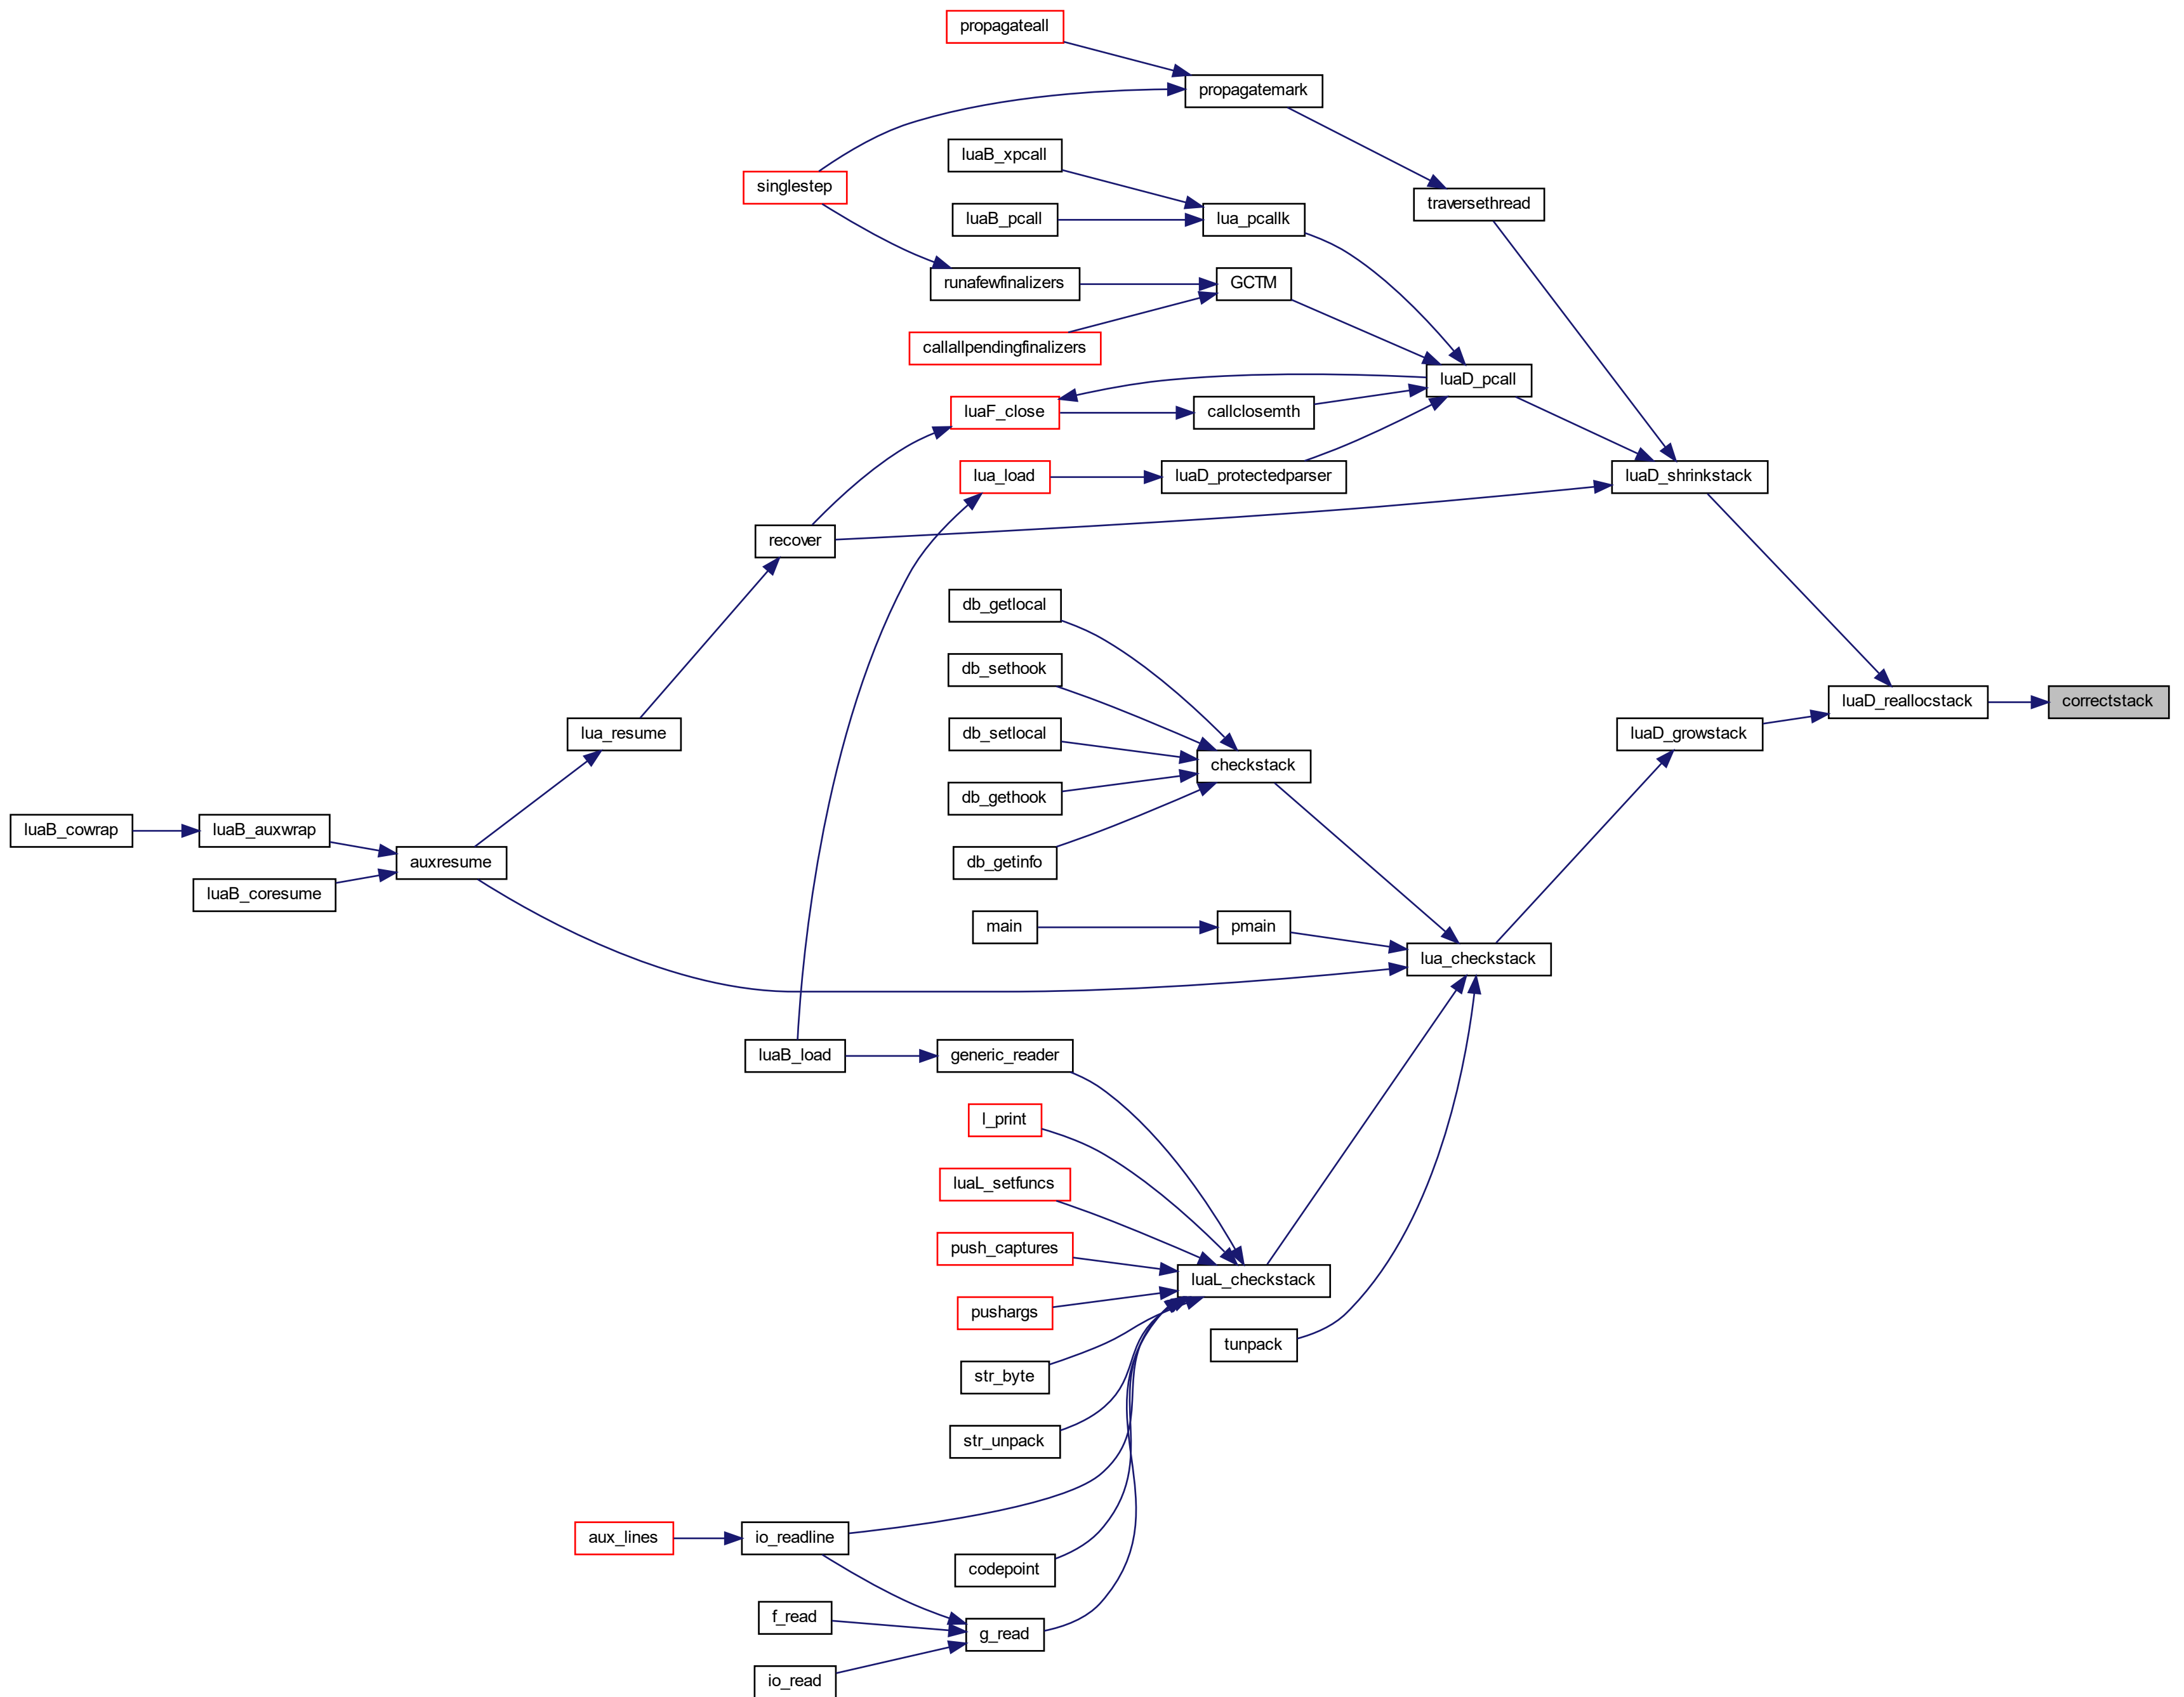 propagateall
propagatemark
luaB_xpcall
singlestep
traversethread
luaB_pcall
lua_pcallk
runafewfinalizers
GCTM
callallpendingfinalizers
luaD_pcall
luaF_close
callclosemth
lua_load
luaD_protectedparser
luaD_shrinkstack
recover
db_getlocal
db_sethook
luaD_reallocstack
correctstack
lua_resume
db_setlocal
luaD_growstack
checkstack
db_gethook
luaB_cowrap
luaB_auxwrap
auxresume
db_getinfo
luaB_coresume
main
pmain
lua_checkstack
luaB_load
generic_reader
l_print
luaL_setfuncs
push_captures
luaL_checkstack
pushargs
tunpack
str_byte
str_unpack
aux_lines
io_readline
codepoint
f_read
g_read
io_read